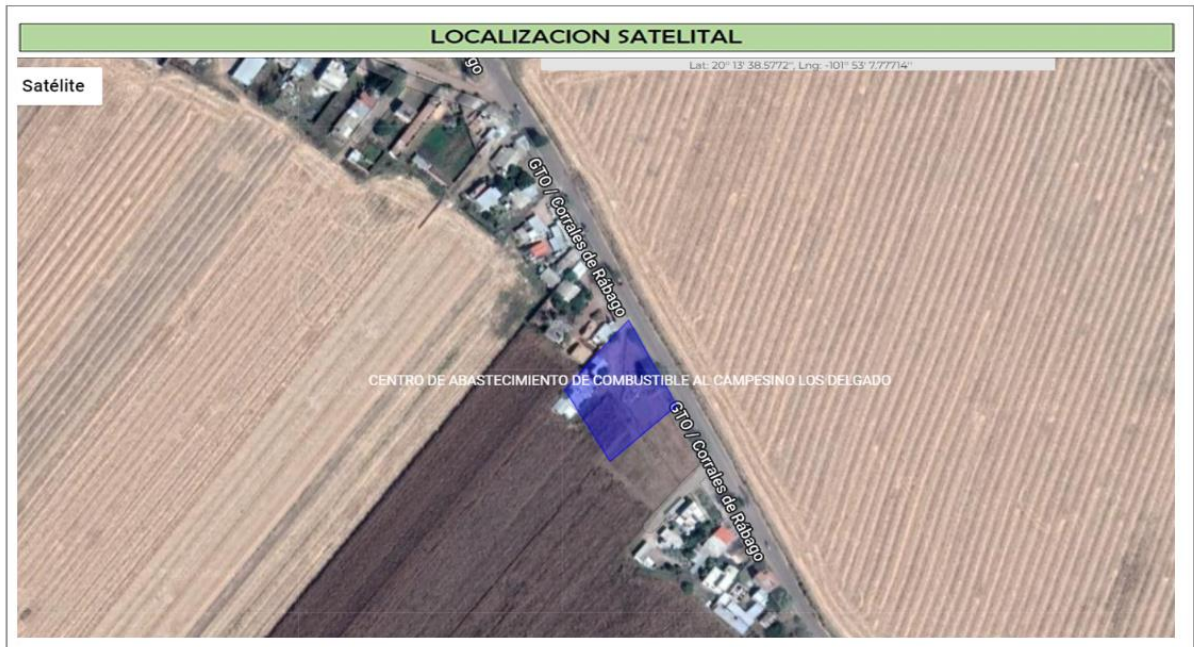 LOCALIZACION SATELITAL
Lat: 20° 13' 38.5772'', Lng: -101° 53' 7.77714''
Satélite
go
GTO / Corrales de Rábago
CENTRO DE ABASTECIMIENTO DE COMBUSTIBLE AL CAMPESINO LOS DELGADO
GTO / Corrales de Rábago